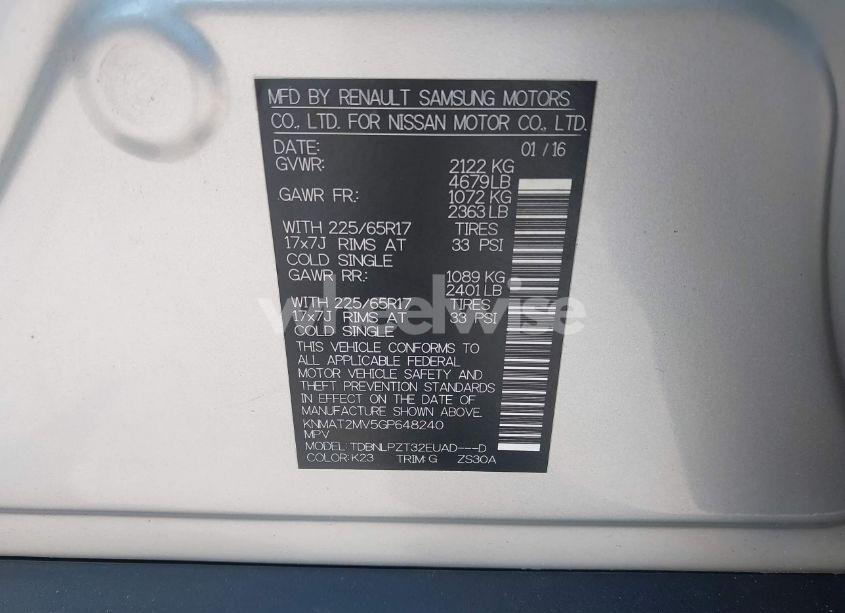 MFD BY RENAULT SAMSUNG MOTORS
CO., LTD. FOR NISSAN MOTOR CO., LTD.
DATE: 01 / 16
GVWR: 2122 KG
4679 LB
GAWR FR.: 1072 KG
2363 LB
WITH 225/65R17 TIRES
17x7J RIMS AT 33 PSI
COLD SINGLE
GAWR RR.: 1089 KG
2401 LB
WITH 225/65R17 TIRES
17x7J RIMS AT 33 PSI
COLD SINGLE
THIS VEHICLE CONFORMS TO
ALL APPLICABLE FEDERAL
MOTOR VEHICLE SAFETY AND
THEFT PREVENTION STANDARDS
IN EFFECT ON THE DATE OF
MANUFACTURE SHOWN ABOVE.
KNMAT2MV5GP648240
MPV
MODEL: TDBNLPZT32EUAD---D
COLOR: K23 TRIM: G ZS30A
wheelwise